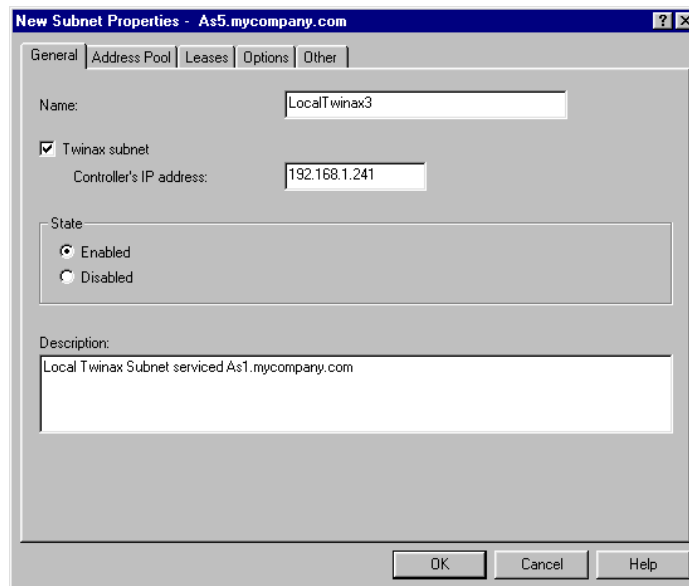 New Subnet Properties - As5.mycompany.com
General Address Pool Leases Options Other
Name: LocalTwinax3
Twinax subnet
Controller's IP address: 192.168.1.241
State
Enabled
Disabled
Description:
Local Twinax Subnet serviced As1.mycompany.com
OK Cancel Help